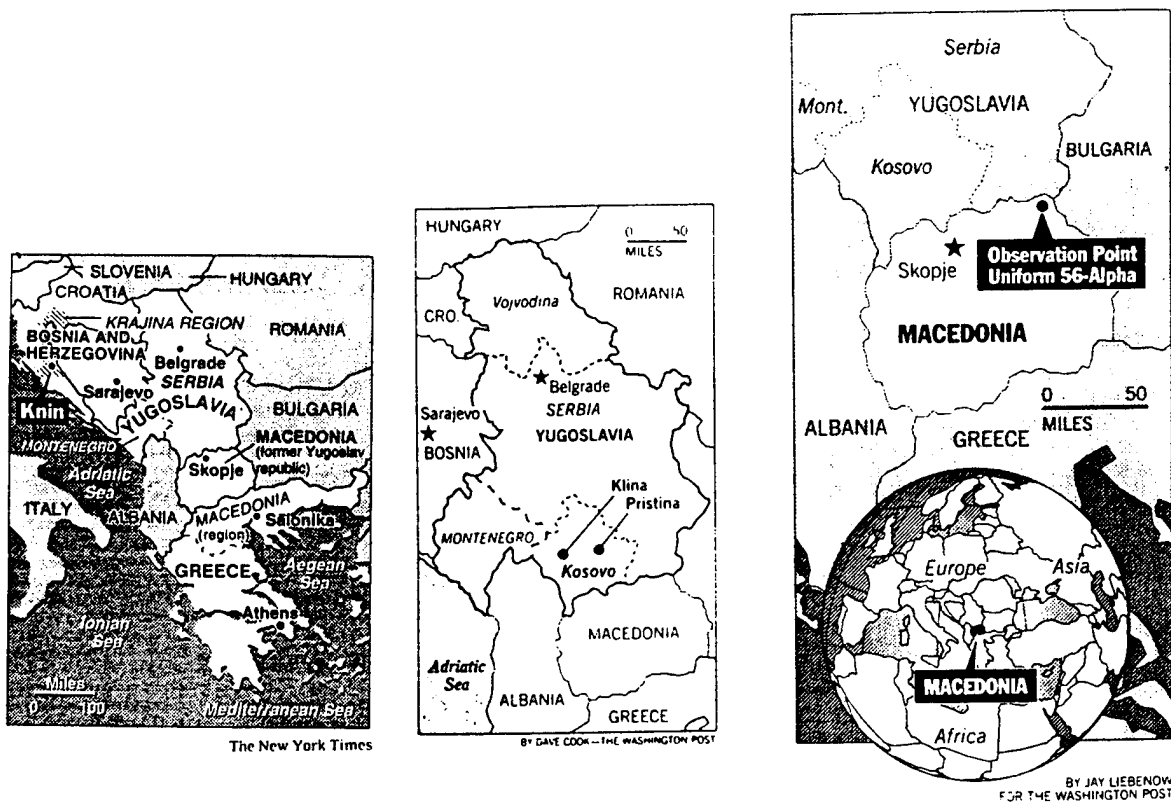 SLOVENIA
HUNGARY
CROATIA
KRAJINA REGION
ROMANIA
BOSNIA AND
HERZEGOVINA
Belgrade
SERBIA
Sarajevo
Knin
YUGOSLAVIA
BULGARIA
MONTENEGRO
MACEDONIA
(former Yugoslav
republic)
Skopje
Adriatic
Sea
ITALY
ALBANIA
MACEDONIA
(region)
Salonika
GREECE
Aegean
Sea
Athens
Ionian
Sea
Miles
0 100
Mediterranean Sea
The New York Times
HUNGARY
0 50
MILES
Vojvodina
ROMANIA
CRO.
Belgrade
SERBIA
Sarajevo
BOSNIA
YUGOSLAVIA
Klina
Pristina
MONTENEGRO
Kosovo
MACEDONIA
Adriatic
Sea
ALBANIA
GREECE
BY DAVE COOK—THE WASHINGTON POST
Serbia
Mont.
YUGOSLAVIA
Kosovo
BULGARIA
Observation Point
Uniform 56-Alpha
Skopje
MACEDONIA
0 50
MILES
ALBANIA
GREECE
Europe
Asia
MACEDONIA
Africa
BY JAY LIEBENOW
FOR THE WASHINGTON POST